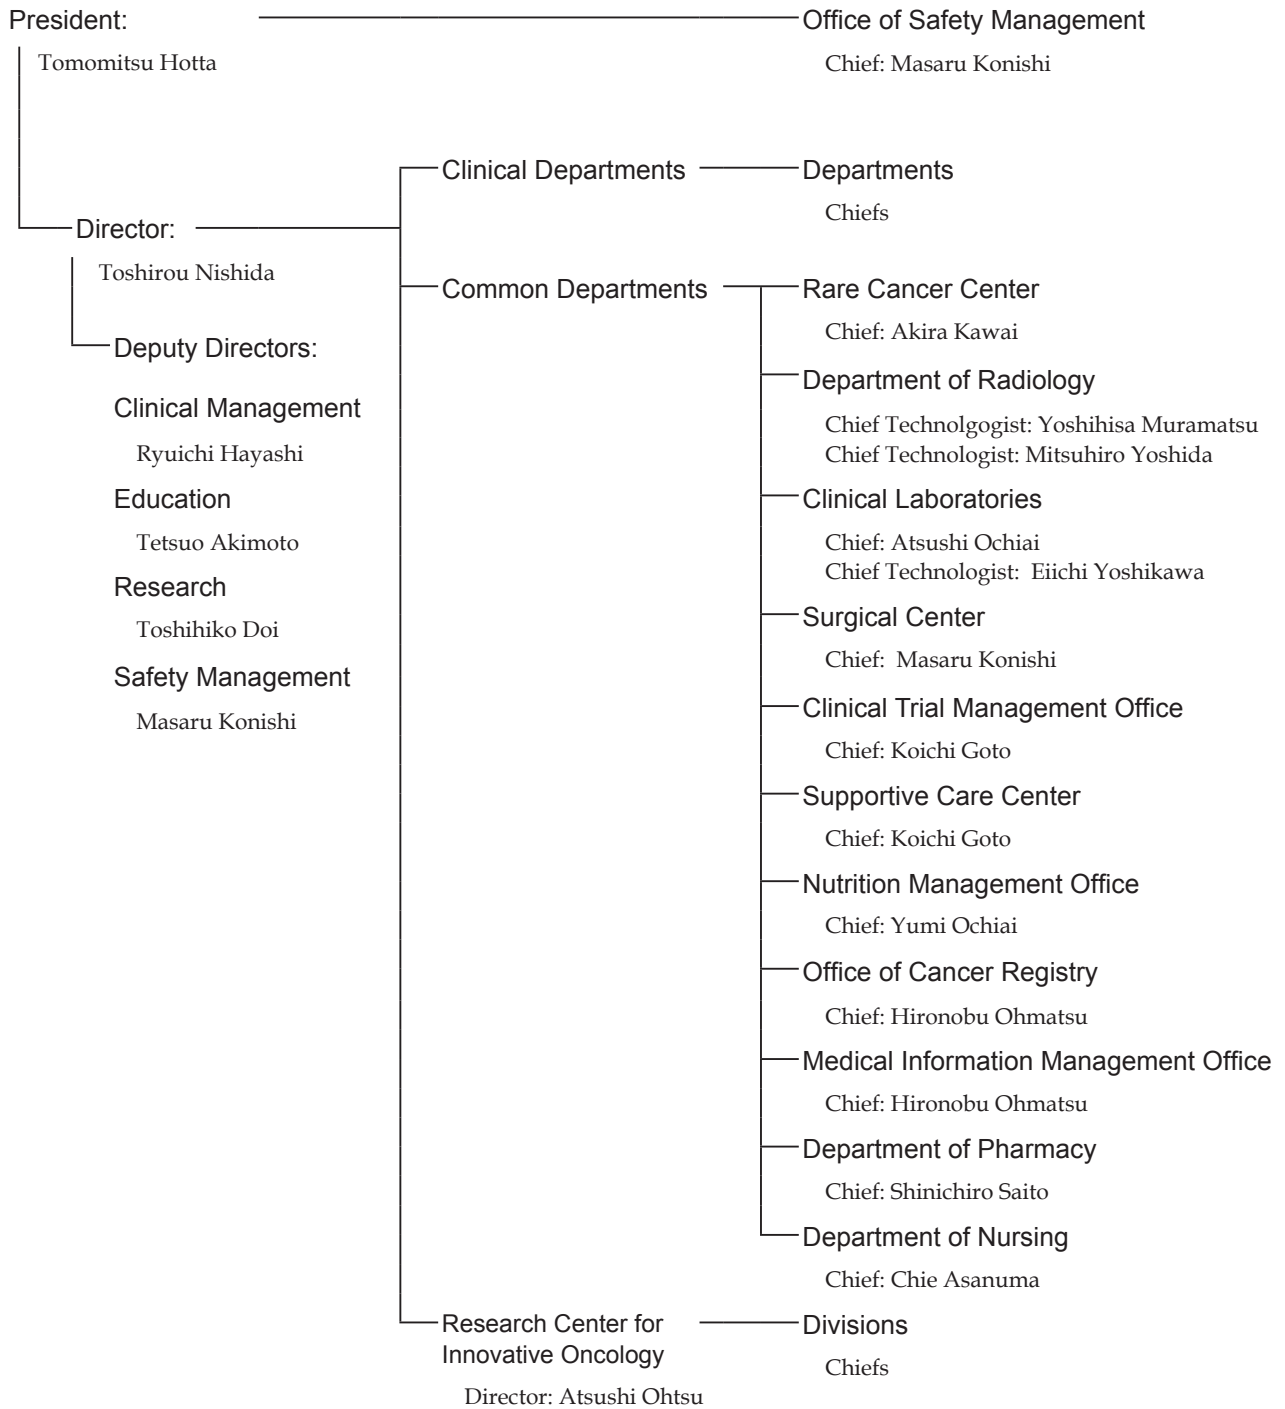 President:
Tomomitsu Hotta
Office of Safety Management
Chief: Masaru Konishi
Director:
Toshirou Nishida
Deputy Directors:
Clinical Management
Ryuichi Hayashi
Education
Tetsuo Akimoto
Research
Toshihiko Doi
Safety Management
Masaru Konishi
Clinical Departments
Departments
Chiefs
Common Departments
Rare Cancer Center
Chief: Akira Kawai
Department of Radiology
Chief Technolgogist: Yoshihisa Muramatsu
Chief Technologist: Mitsuhiro Yoshida
Clinical Laboratories
Chief: Atsushi Ochiai
Chief Technologist: Eiichi Yoshikawa
Surgical Center
Chief: Masaru Konishi
Clinical Trial Management Office
Chief: Koichi Goto
Supportive Care Center
Chief: Koichi Goto
Nutrition Management Office
Chief: Yumi Ochiai
Office of Cancer Registry
Chief: Hironobu Ohmatsu
Medical Information Management Office
Chief: Hironobu Ohmatsu
Department of Pharmacy
Chief: Shinichiro Saito
Department of Nursing
Chief: Chie Asanuma
Research Center for
Innovative Oncology
Director: Atsushi Ohtsu
Divisions
Chiefs